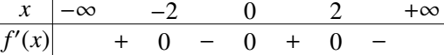 x −∞ −2 0 2 +∞
f′(x) + 0 − 0 + 0 −